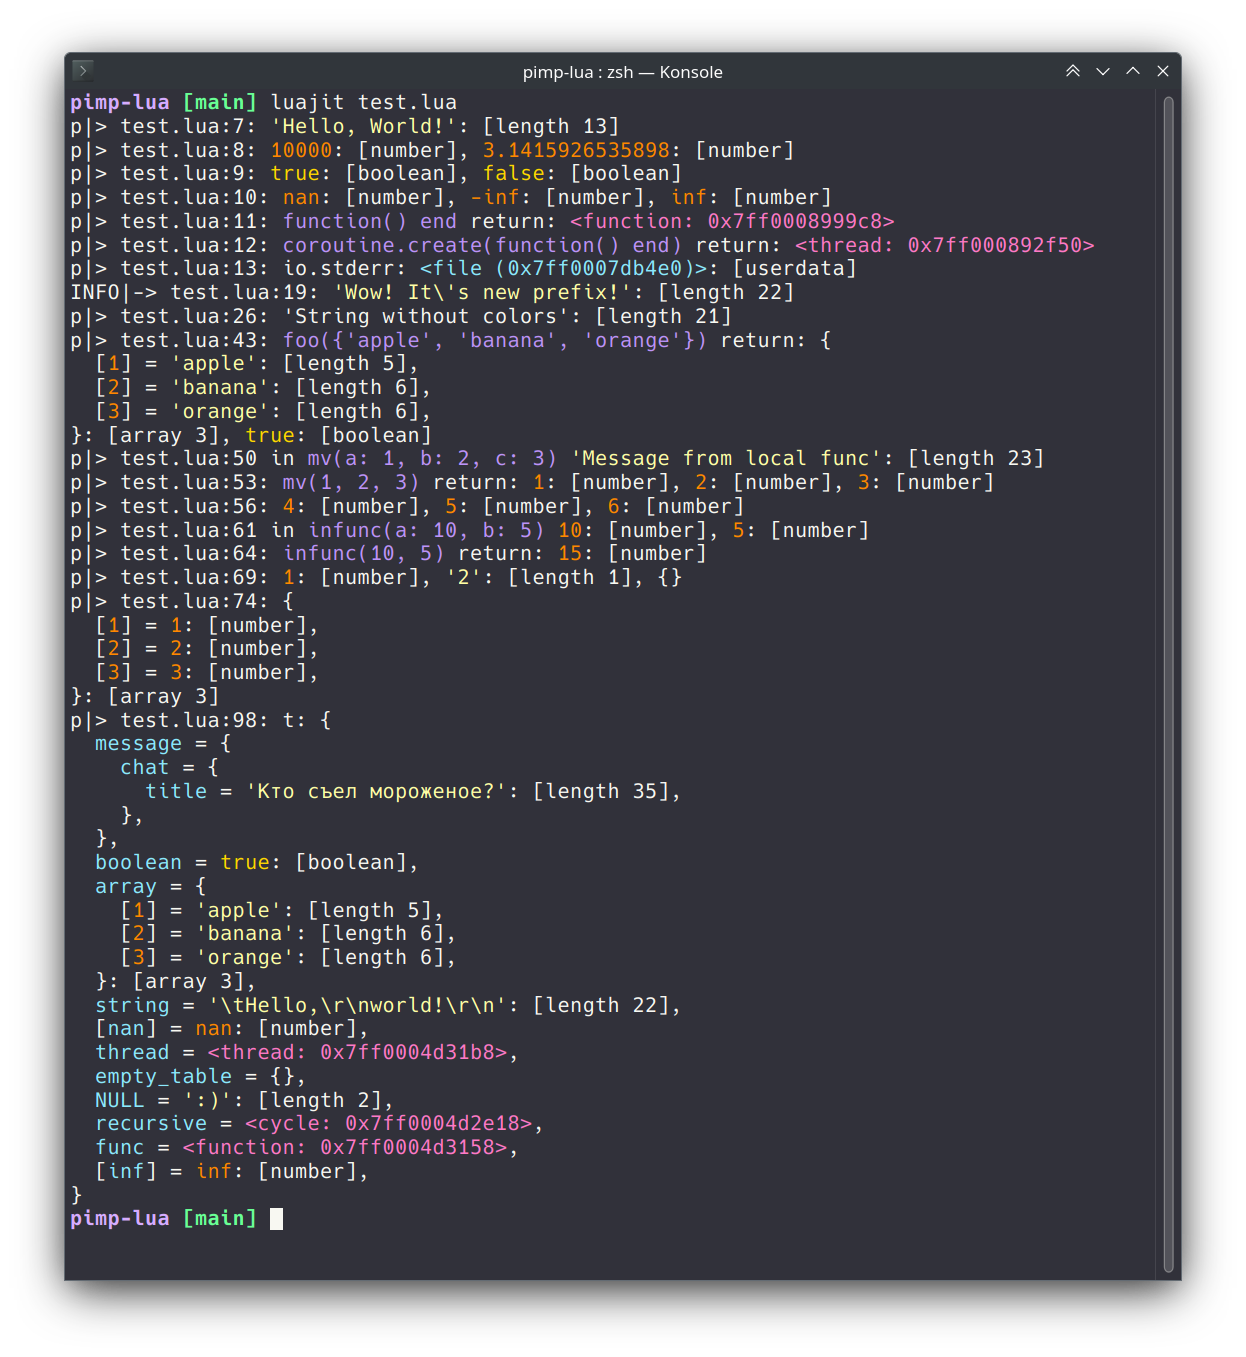 pimp-lua : zsh — Konsole
pimp-lua [main] luajit test.lua
p|> test.lua:7: 'Hello, World!': [length 13]
p|> test.lua:8: 10000: [number], 3.1415926535898: [number]
p|> test.lua:9: true: [boolean], false: [boolean]
p|> test.lua:10: nan: [number], -inf: [number], inf: [number]
p|> test.lua:11: function() end return: <function: 0x7ff0008999c8>
p|> test.lua:12: coroutine.create(function() end) return: <thread: 0x7ff000892f50>
p|> test.lua:13: io.stderr: <file (0x7ff0007db4e0)>: [userdata]
INFO|-> test.lua:19: 'Wow! It\'s new prefix!': [length 22]
p|> test.lua:26: 'String without colors': [length 21]
p|> test.lua:43: foo({'apple', 'banana', 'orange'}) return: {
  [1] = 'apple': [length 5],
  [2] = 'banana': [length 6],
  [3] = 'orange': [length 6],
}: [array 3], true: [boolean]
p|> test.lua:50 in mv(a: 1, b: 2, c: 3) 'Message from local func': [length 23]
p|> test.lua:53: mv(1, 2, 3) return: 1: [number], 2: [number], 3: [number]
p|> test.lua:56: 4: [number], 5: [number], 6: [number]
p|> test.lua:61 in infunc(a: 10, b: 5) 10: [number], 5: [number]
p|> test.lua:64: infunc(10, 5) return: 15: [number]
p|> test.lua:69: 1: [number], '2': [length 1], {}
p|> test.lua:74: {
  [1] = 1: [number],
  [2] = 2: [number],
  [3] = 3: [number],
}: [array 3]
p|> test.lua:98: t: {
  message = {
    chat = {
      title = 'Кто съел мороженое?': [length 35],
    },
  },
  boolean = true: [boolean],
  array = {
    [1] = 'apple': [length 5],
    [2] = 'banana': [length 6],
    [3] = 'orange': [length 6],
  }: [array 3],
  string = '\tHello,\r\nworld!\r\n': [length 22],
  [nan] = nan: [number],
  thread = <thread: 0x7ff0004d31b8>,
  empty_table = {},
  NULL = ':)': [length 2],
  recursive = <cycle: 0x7ff0004d2e18>,
  func = <function: 0x7ff0004d3158>,
  [inf] = inf: [number],
}
pimp-lua [main]